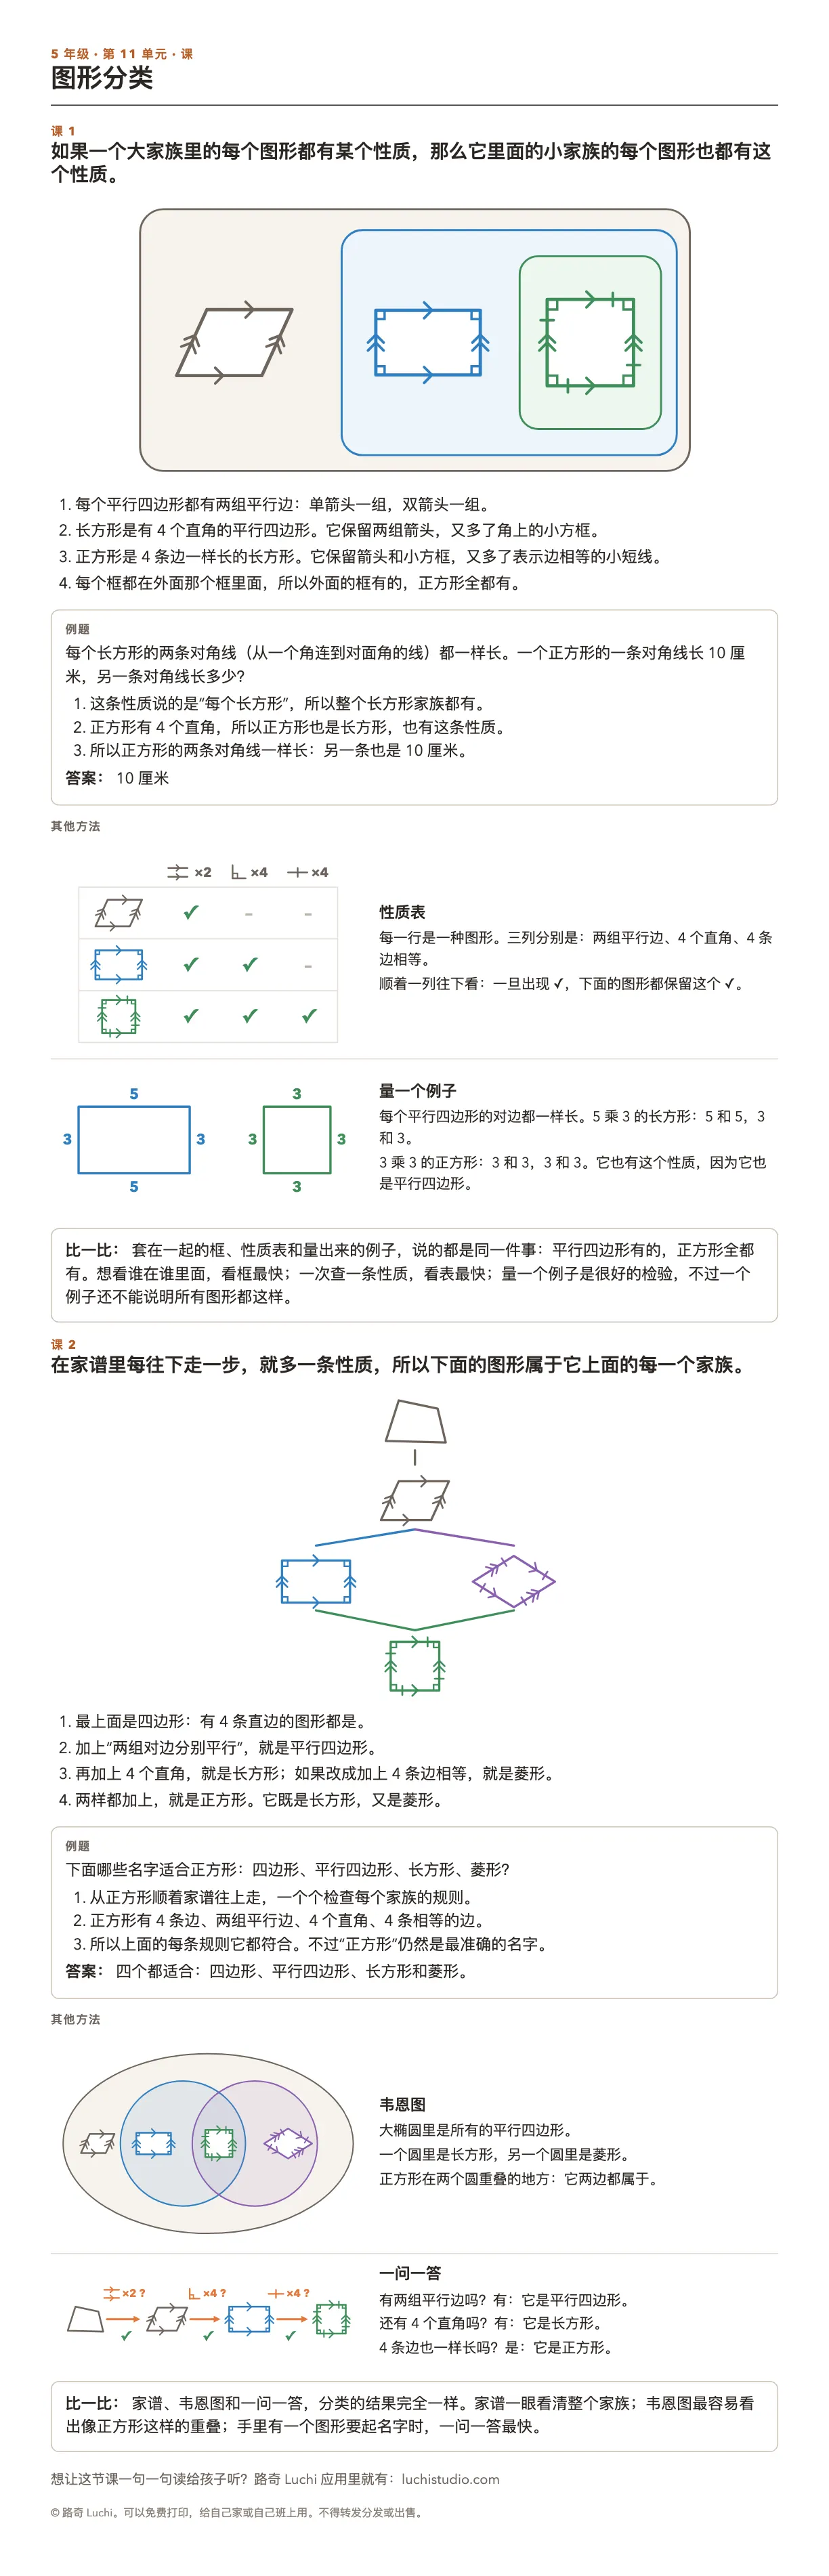 5 年级 · 第 11 单元 · 课
图形分类
课 1
如果一个大家族里的每个图形都有某个性质，那么它里面的小家族的每个图形也都有这
个性质。
1. 每个平行四边形都有两组平行边：单箭头一组，双箭头一组。
2. 长方形是有 4 个直角的平行四边形。它保留两组箭头，又多了角上的小方框。
3. 正方形是 4 条边一样长的长方形。它保留箭头和小方框，又多了表示边相等的小短线。
4. 每个框都在外面那个框里面，所以外面的框有的，正方形全都有。
例题
每个长方形的两条对角线（从一个角连到对面角的线）都一样长。一个正方形的一条对角线长 10 厘
米，另一条对角线长多少？
1. 这条性质说的是“每个长方形”，所以整个长方形家族都有。
2. 正方形有 4 个直角，所以正方形也是长方形，也有这条性质。
3. 所以正方形的两条对角线一样长：另一条也是 10 厘米。
答案： 10 厘米
其他方法
×2 ×4 ×4
✓ - -
✓ ✓ -
✓ ✓ ✓
性质表
每一行是一种图形。三列分别是：两组平行边、4 个直角、4 条
边相等。
顺着一列往下看：一旦出现 ✓，下面的图形都保留这个 ✓。
5
3 3
5
3
3 3
3
量一个例子
每个平行四边形的对边都一样长。5 乘 3 的长方形：5 和 5，3
和 3。
3 乘 3 的正方形：3 和 3，3 和 3。它也有这个性质，因为它也
是平行四边形。
比一比： 套在一起的框、性质表和量出来的例子，说的都是同一件事：平行四边形有的，正方形全都
有。想看谁在谁里面，看框最快；一次查一条性质，看表最快；量一个例子是很好的检验，不过一个
例子还不能说明所有图形都这样。
课 2
在家谱里每往下走一步，就多一条性质，所以下面的图形属于它上面的每一个家族。
1. 最上面是四边形：有 4 条直边的图形都是。
2. 加上“两组对边分别平行”，就是平行四边形。
3. 再加上 4 个直角，就是长方形；如果改成加上 4 条边相等，就是菱形。
4. 两样都加上，就是正方形。它既是长方形，又是菱形。
例题
下面哪些名字适合正方形：四边形、平行四边形、长方形、菱形？
1. 从正方形顺着家谱往上走，一个个检查每个家族的规则。
2. 正方形有 4 条边、两组平行边、4 个直角、4 条相等的边。
3. 所以上面的每条规则它都符合。不过“正方形”仍然是最准确的名字。
答案： 四个都适合：四边形、平行四边形、长方形和菱形。
其他方法
韦恩图
大椭圆里是所有的平行四边形。
一个圆里是长方形，另一个圆里是菱形。
正方形在两个圆重叠的地方：它两边都属于。
×2 ? ×4 ? ×4 ?
✓ ✓ ✓
一问一答
有两组平行边吗？有：它是平行四边形。
还有 4 个直角吗？有：它是长方形。
4 条边也一样长吗？是：它是正方形。
比一比： 家谱、韦恩图和一问一答，分类的结果完全一样。家谱一眼看清整个家族；韦恩图最容易看
出像正方形这样的重叠；手里有一个图形要起名字时，一问一答最快。
想让这节课一句一句读给孩子听？路奇 Luchi 应用里就有：luchistudio.com
© 路奇 Luchi。可以免费打印，给自己家或自己班上用。不得转发分发或出售。